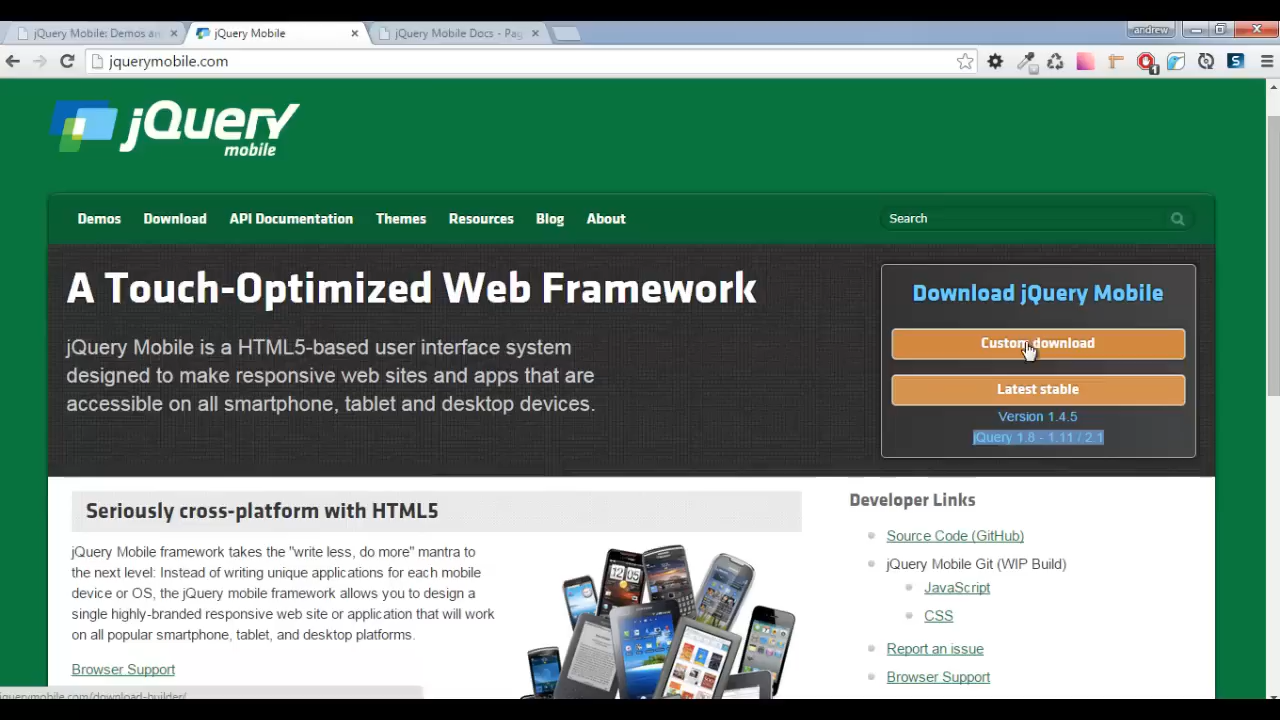 jQuery Mobile: Demos an
jQuery Mobile
jQuery Mobile Docs - Pag
andrew
jquerymobile.com
1
jQuery
mobile
Demos
Download
API Documentation
Themes
Resources
Blog
About
Search
A Touch-Optimized Web Framework
jQuery Mobile is a HTML5-based user interface system
designed to make responsive web sites and apps that are
accessible on all smartphone, tablet and desktop devices.
Download jQuery Mobile
Custom download
Latest stable
Version 1.4.5
jQuery 1.8 - 1.11 / 2.1
Seriously cross-platform with HTML5
jQuery Mobile framework takes the "write less, do more" mantra to
the next level: Instead of writing unique applications for each mobile
device or OS, the jQuery mobile framework allows you to design a
single highly-branded responsive web site or application that will work
on all popular smartphone, tablet, and desktop platforms.
Browser Support
Developer Links
Source Code (GitHub)
jQuery Mobile Git (WIP Build)
JavaScript
CSS
Report an issue
Browser Support
jquerymobile.com/download-builder/